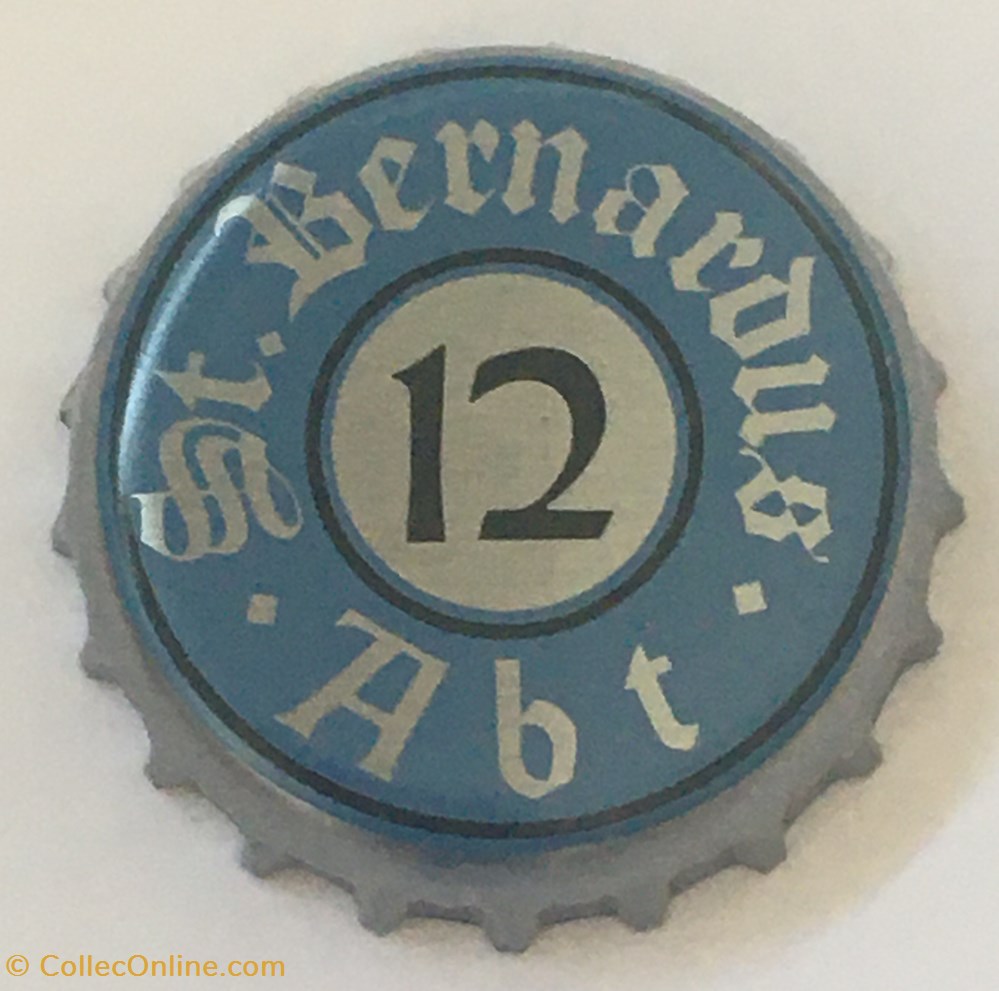 St. Bernardus
12
· Abt ·
© CollecOnline.com